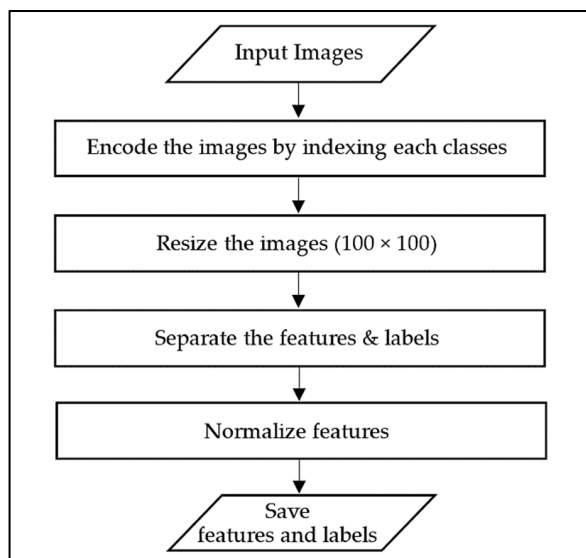 Input Images
Encode the images by indexing each classes
Resize the images (100 × 100)
Separate the features & labels
Normalize features
Save
features and labels